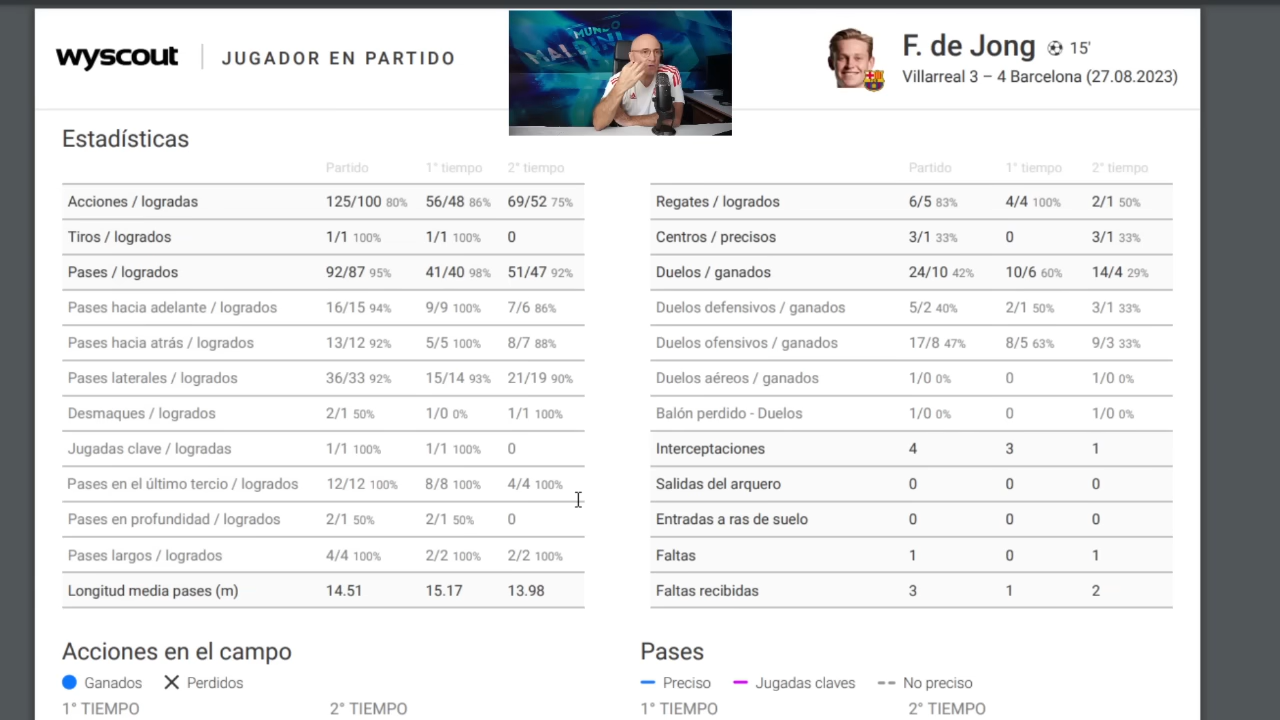 wyscout
JUGADOR EN PARTIDO
MUNDO
F. de Jong 15'
Villarreal 3 – 4 Barcelona (27.08.2023)
Estadísticas
Partido 1° tiempo 2° tiempo
Acciones / logradas 125/100 80% 56/48 86% 69/52 75%
Tiros / logrados 1/1 100% 1/1 100% 0
Pases / logrados 92/87 95% 41/40 98% 51/47 92%
Pases hacia adelante / logrados 16/15 94% 9/9 100% 7/6 86%
Pases hacia atrás / logrados 13/12 92% 5/5 100% 8/7 88%
Pases laterales / logrados 36/33 92% 15/14 93% 21/19 90%
Desmaques / logrados 2/1 50% 1/0 0% 1/1 100%
Jugadas clave / logradas 1/1 100% 1/1 100% 0
Pases en el último tercio / logrados 12/12 100% 8/8 100% 4/4 100%
Pases en profundidad / logrados 2/1 50% 2/1 50% 0
Pases largos / logrados 4/4 100% 2/2 100% 2/2 100%
Longitud media pases (m) 14.51 15.17 13.98
Partido 1° tiempo 2° tiempo
Regates / logrados 6/5 83% 4/4 100% 2/1 50%
Centros / precisos 3/1 33% 0 3/1 33%
Duelos / ganados 24/10 42% 10/6 60% 14/4 29%
Duelos defensivos / ganados 5/2 40% 2/1 50% 3/1 33%
Duelos ofensivos / ganados 17/8 47% 8/5 63% 9/3 33%
Duelos aéreos / ganados 1/0 0% 0 1/0 0%
Balón perdido - Duelos 1/0 0% 0 1/0 0%
Interceptaciones 4 3 1
Salidas del arquero 0 0 0
Entradas a ras de suelo 0 0 0
Faltas 1 0 1
Faltas recibidas 3 1 2
Acciones en el campo
Ganados Perdidos
1° TIEMPO 2° TIEMPO
Pases
Preciso Jugadas claves No preciso
1° TIEMPO 2° TIEMPO